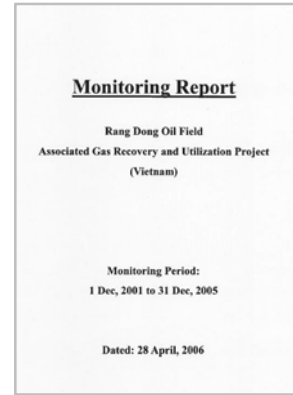 Monitoring Report
Rang Dong Oil Field
Associated Gas Recovery and Utilization Project
(Vietnam)
Monitoring Period:
1 Dec, 2001 to 31 Dec, 2005
Dated: 28 April, 2006